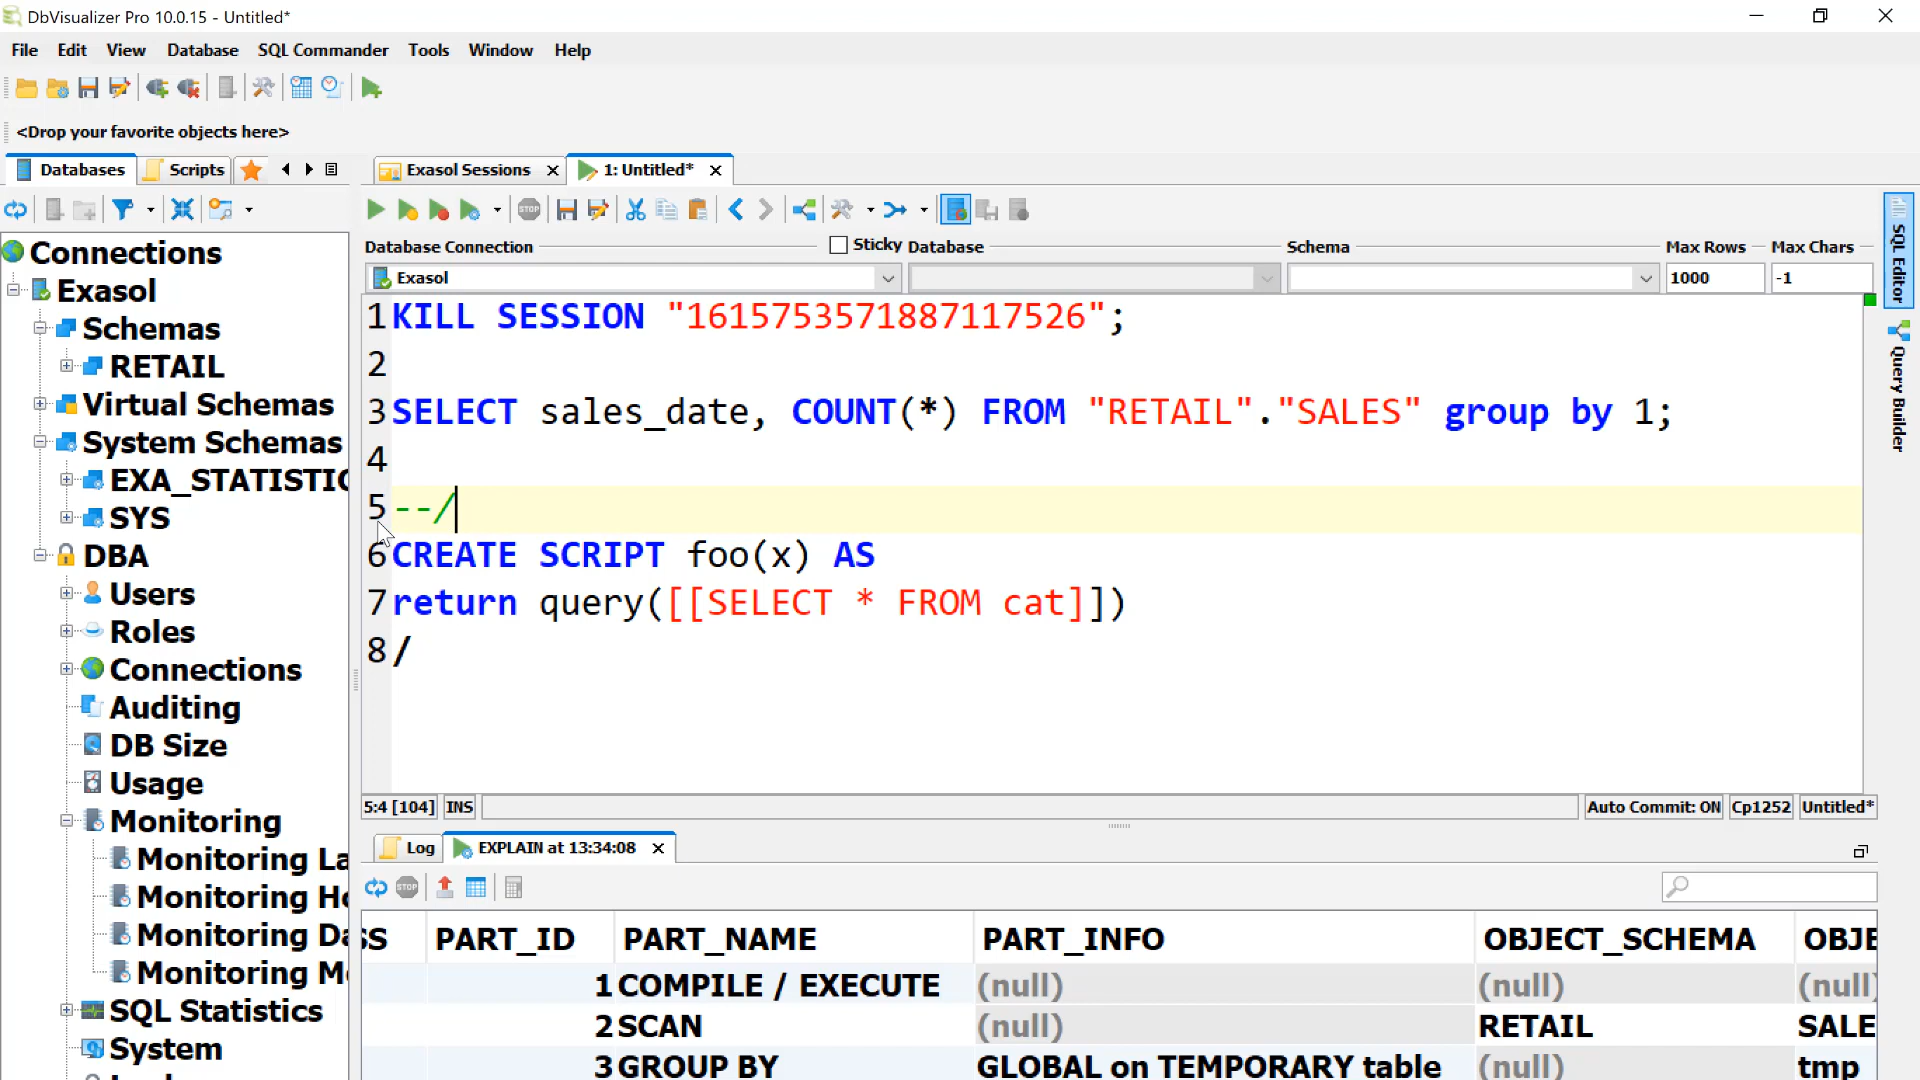 DbVisualizer Pro 10.0.15 - Untitled*
File Edit View Database SQL Commander Tools Window Help
<Drop your favorite objects here>
Databases Scripts Exasol Sessions 1: Untitled*
STOP
Database Connection Sticky Database Schema Max Rows Max Chars
Exasol 1000 -1
SQL Editor
Query Builder
Connections
Exasol
Schemas
RETAIL
Virtual Schemas
System Schemas
EXA_STATISTIC
SYS
DBA
Users
Roles
Connections
Auditing
DB Size
Usage
Monitoring
Monitoring La
Monitoring Ho
Monitoring Da
Monitoring Mo
SQL Statistics
System
1 KILL SESSION "1615753571887117526";
2
3 SELECT sales_date, COUNT(*) FROM "RETAIL"."SALES" group by 1;
4
5 --/
6 CREATE SCRIPT foo(x) AS
7 return query([[SELECT * FROM cat]])
8 /
5:4 [104] INS Auto Commit: ON Cp1252 Untitled*
Log EXPLAIN at 13:34:08
STOP
SS PART_ID PART_NAME PART_INFO OBJECT_SCHEMA OBJE
1 COMPILE / EXECUTE (null) (null) (null)
2 SCAN (null) RETAIL SALE
3 GROUP BY GLOBAL on TEMPORARY table (null) tmp